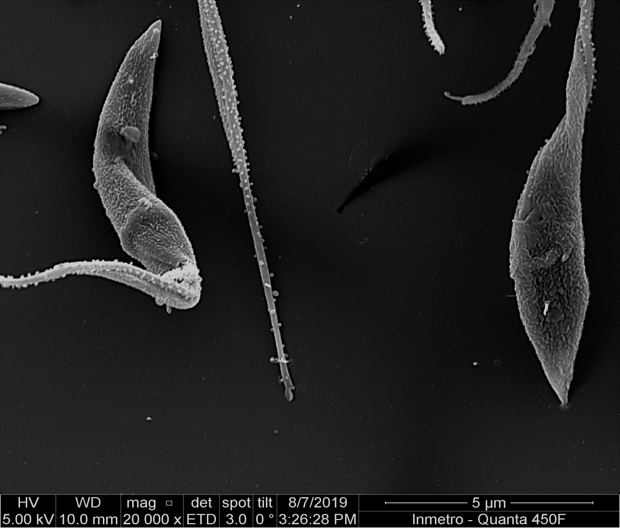 HV WD mag □ det spot tilt 8/7/2019 5 µm
5.00 kV 10.0 mm 20 000 x ETD 3.0 0 ° 3:26:28 PM Inmetro - Quanta 450F